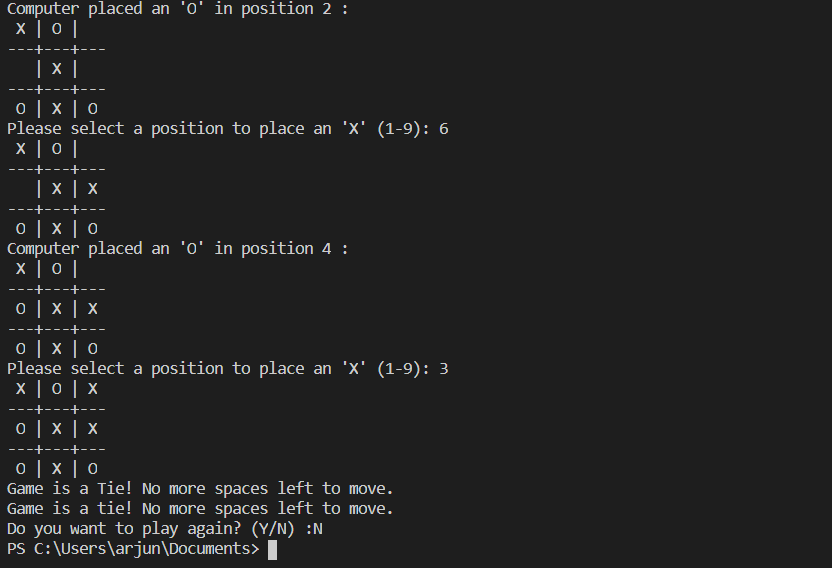 Computer placed an 'O' in position 2 :
 X | O |
---+---+---
   | X |
---+---+---
 O | X | O
Please select a position to place an 'X' (1-9): 6
 X | O |
---+---+---
   | X | X
---+---+---
 O | X | O
Computer placed an 'O' in position 4 :
 X | O |
---+---+---
 O | X | X
---+---+---
 O | X | O
Please select a position to place an 'X' (1-9): 3
 X | O | X
---+---+---
 O | X | X
---+---+---
 O | X | O
Game is a Tie! No more spaces left to move.
Game is a tie! No more spaces left to move.
Do you want to play again? (Y/N) :N
PS C:\Users\arjun\Documents>